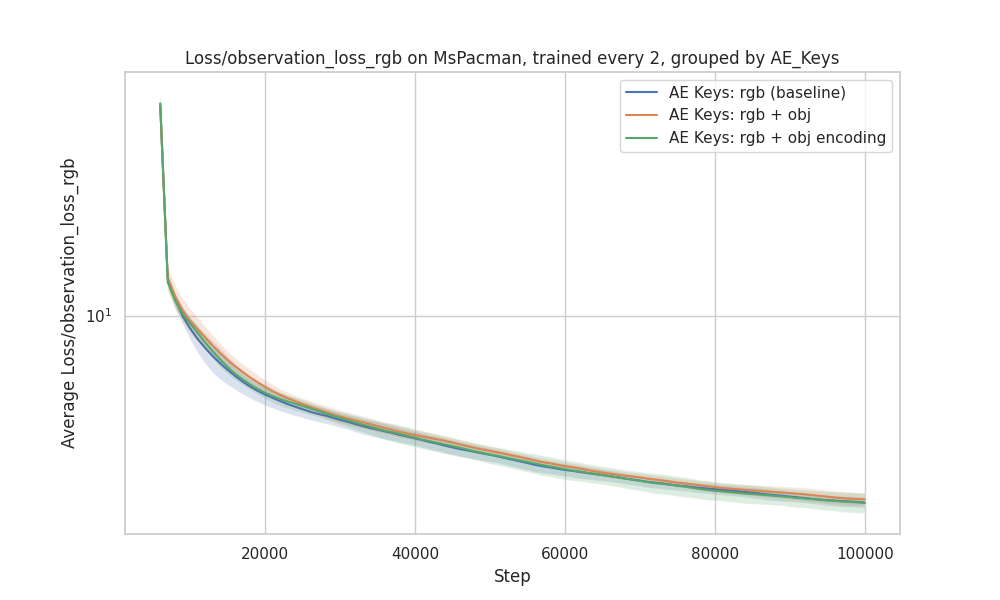 Loss/observation_loss_rgb on MsPacman, trained every 2, grouped by AE_Keys
AE Keys: rgb (baseline)
AE Keys: rgb + obj
AE Keys: rgb + obj encoding
Average Loss/observation_loss_rgb
10¹
20000
40000
60000
80000
100000
Step